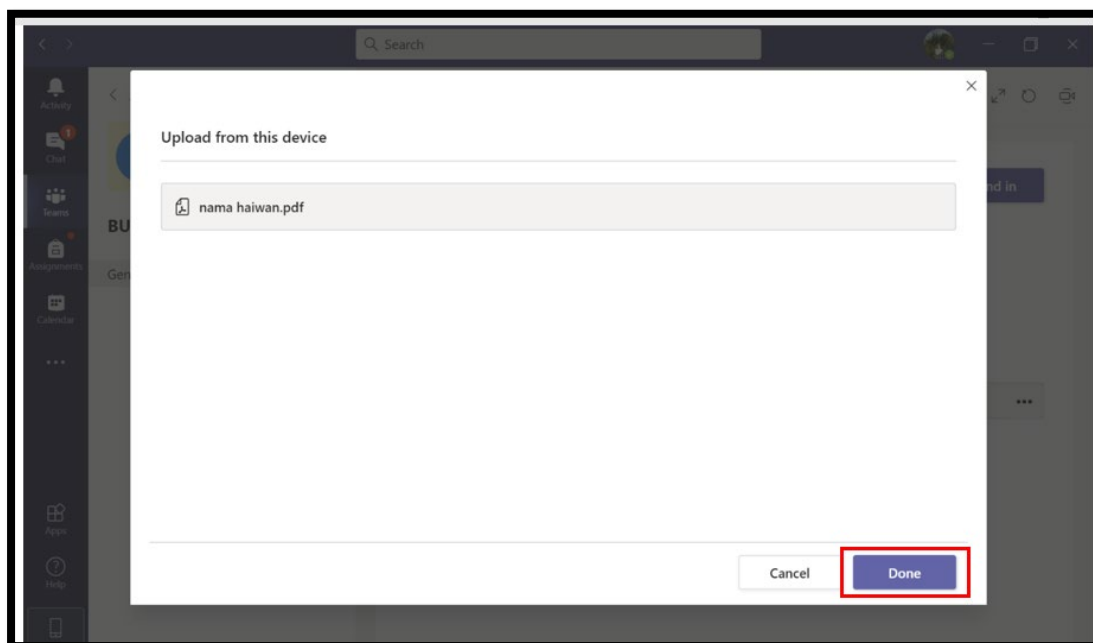 Search
Activity
Chat
1
Teams
Assignments
Calendar
Apps
Help
BU
Gen
Upload from this device
nama haiwan.pdf
nd in
Cancel
Done